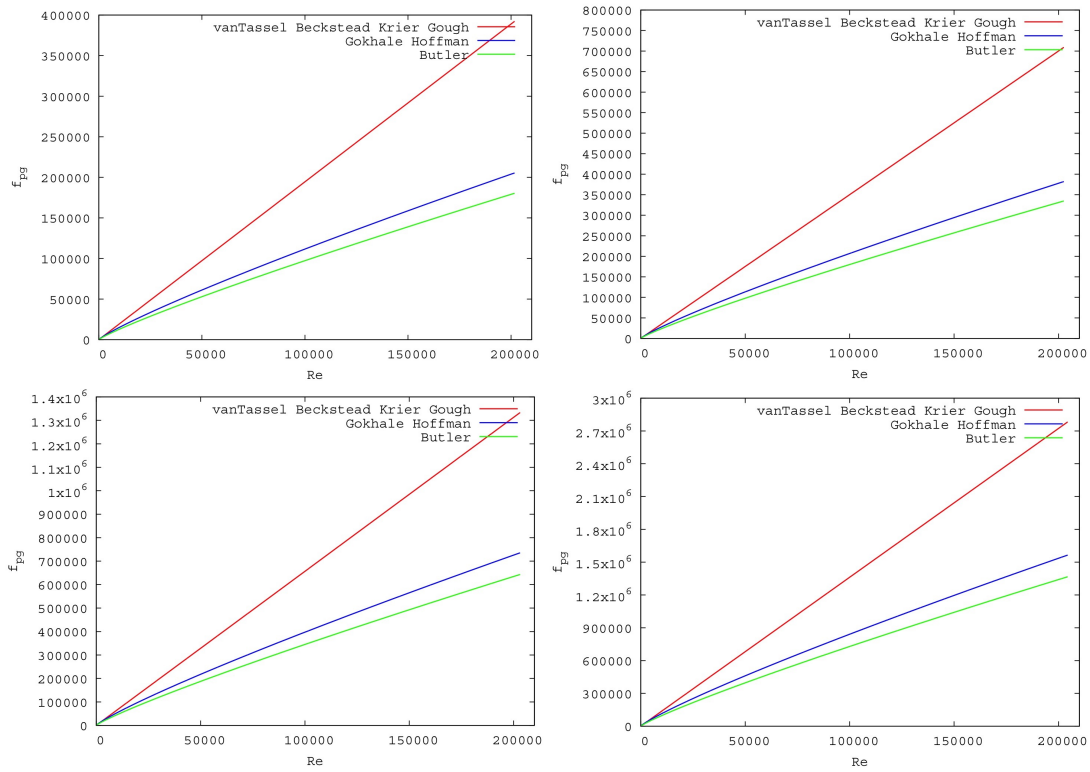 vanTassel Beckstead Krier Gough
Gokhale Hoffman
Butler
400000
350000
300000
250000
200000
150000
100000
50000
0
f_pg
0 50000 100000 150000 200000
Re
vanTassel Beckstead Krier Gough
Gokhale Hoffman
Butler
800000
750000
700000
650000
600000
550000
500000
450000
400000
350000
300000
250000
200000
150000
100000
50000
0
f_pg
0 50000 100000 150000 200000
Re
vanTassel Beckstead Krier Gough
Gokhale Hoffman
Butler
1.4x10^6
1.3x10^6
1.2x10^6
1.1x10^6
1x10^6
900000
800000
700000
600000
500000
400000
300000
200000
100000
0
f_pg
0 50000 100000 150000 200000
Re
vanTassel Beckstead Krier Gough
Gokhale Hoffman
Butler
3x10^6
2.7x10^6
2.4x10^6
2.1x10^6
1.8x10^6
1.5x10^6
1.2x10^6
900000
600000
300000
0
f_pg
0 50000 100000 150000 200000
Re